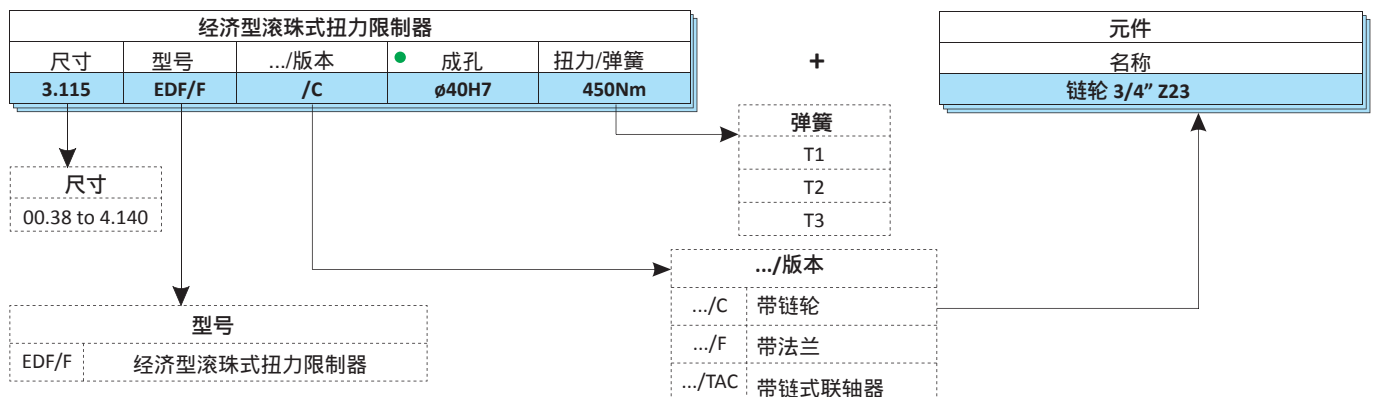 经济型滚珠式扭力限制器
尺寸 型号 .../版本 成孔 扭力/弹簧
3.115 EDF/F /C ø40H7 450Nm
+
元件
名称
链轮 3/4” Z23
弹簧
T1
T2
T3
尺寸
00.38 to 4.140
.../版本
.../C 带链轮
.../F 带法兰
.../TAC 带链式联轴器
型号
EDF/F 经济型滚珠式扭力限制器